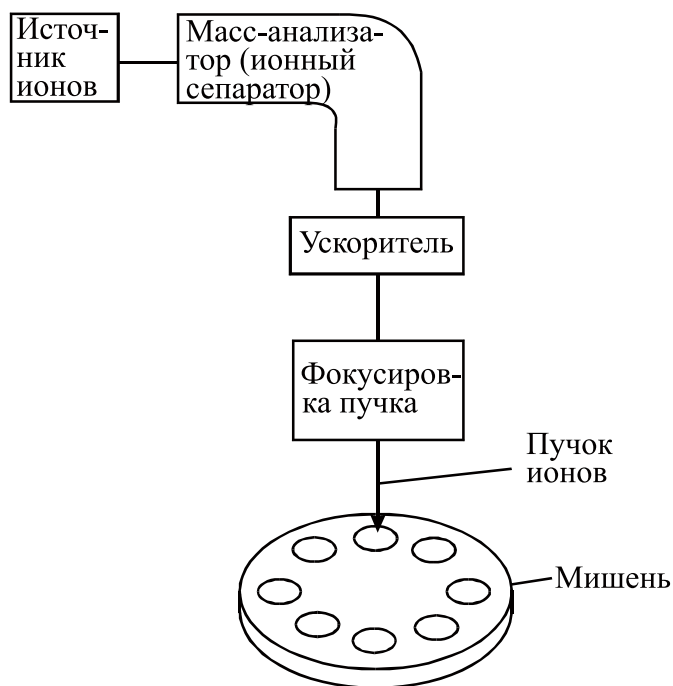 Источ-
ник
ионов
Масс-анализа-
тор (ионный
сепаратор)
Ускоритель
Фокусиров-
ка пучка
Пучок
ионов
Мишень